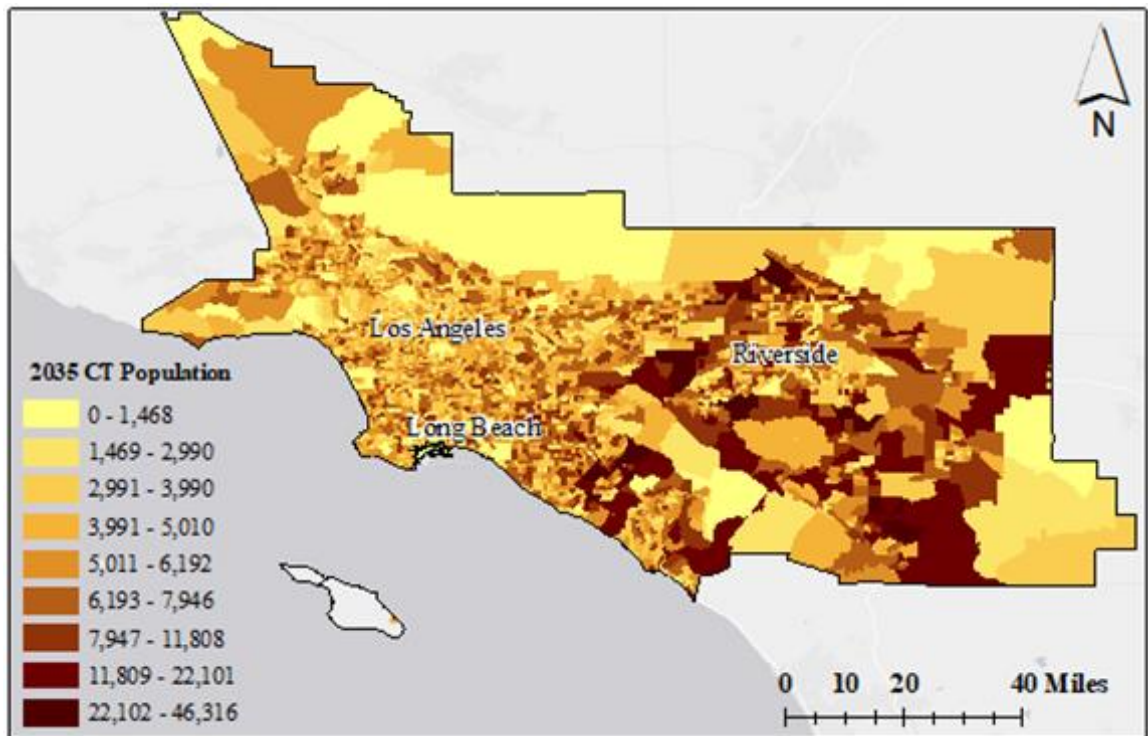 N
Los Angeles
Riverside
Long Beach
2035 CT Population
0 - 1,468
1,469 - 2,990
2,991 - 3,990
3,991 - 5,010
5,011 - 6,192
6,193 - 7,946
7,947 - 11,808
11,809 - 22,101
22,102 - 46,316
0 10 20 40 Miles